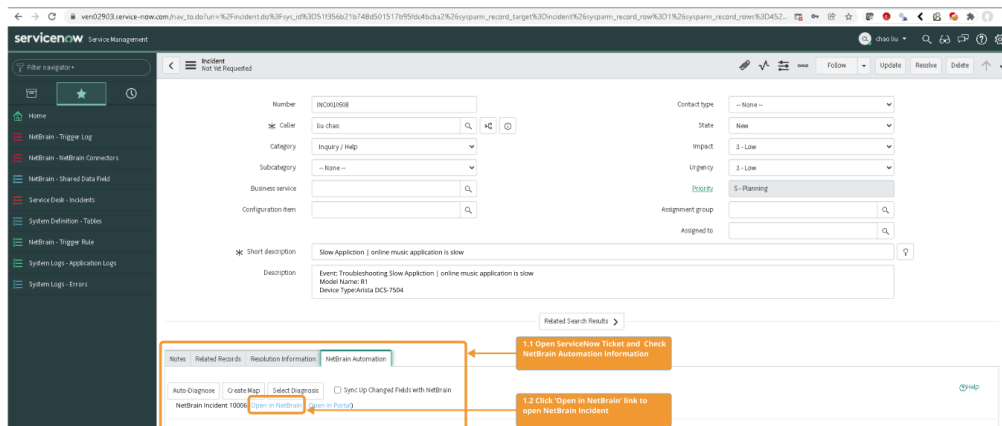 ven02903.service-now.com/nav_to.do?uri=%2Fincident.do%3Fsys_id%3D51f356b21b748d501517b95fdc4bcba2%26sysparm_record_target%3Dincident%26sysparm_record_row%3D1%26sysparm_record_rows%3D452...
servicenow Service Management
chao liu
Filter navigator
Incident
Not Yet Requested
Follow
Update
Resolve
Delete
Home
NetBrain - Trigger Log
NetBrain - NetBrain Connectors
NetBrain - Shared Data Field
Service Desk - Incidents
System Definition - Tables
NetBrain - Trigger Rule
System Logs - Application Logs
System Logs - Errors
Number INC0010508
Caller liu chao
Category Inquiry / Help
Subcategory -- None --
Business service
Configuration item
Contact type -- None --
State New
Impact 3 - Low
Urgency 3 - Low
Priority 5 - Planning
Assignment group
Assigned to
Short description Slow Appliction | online music application is slow
Description Event: Troubleshooting Slow Appliction | online music application is slow
Model Name: R1
Device Type:Arista DCS-7504
Related Search Results
1.1 Open ServiceNow Ticket and Check
NetBrain Automation Information
Notes Related Records Resolution Information NetBrain Automation
Auto-Diagnose Create Map Select Diagnosis Sync Up Changed Fields with NetBrain
Help
NetBrain Incident 10006 Open in NetBrain Open in Portal)
1.2 Click 'Open in NetBrain' link to
open NetBrain Incident